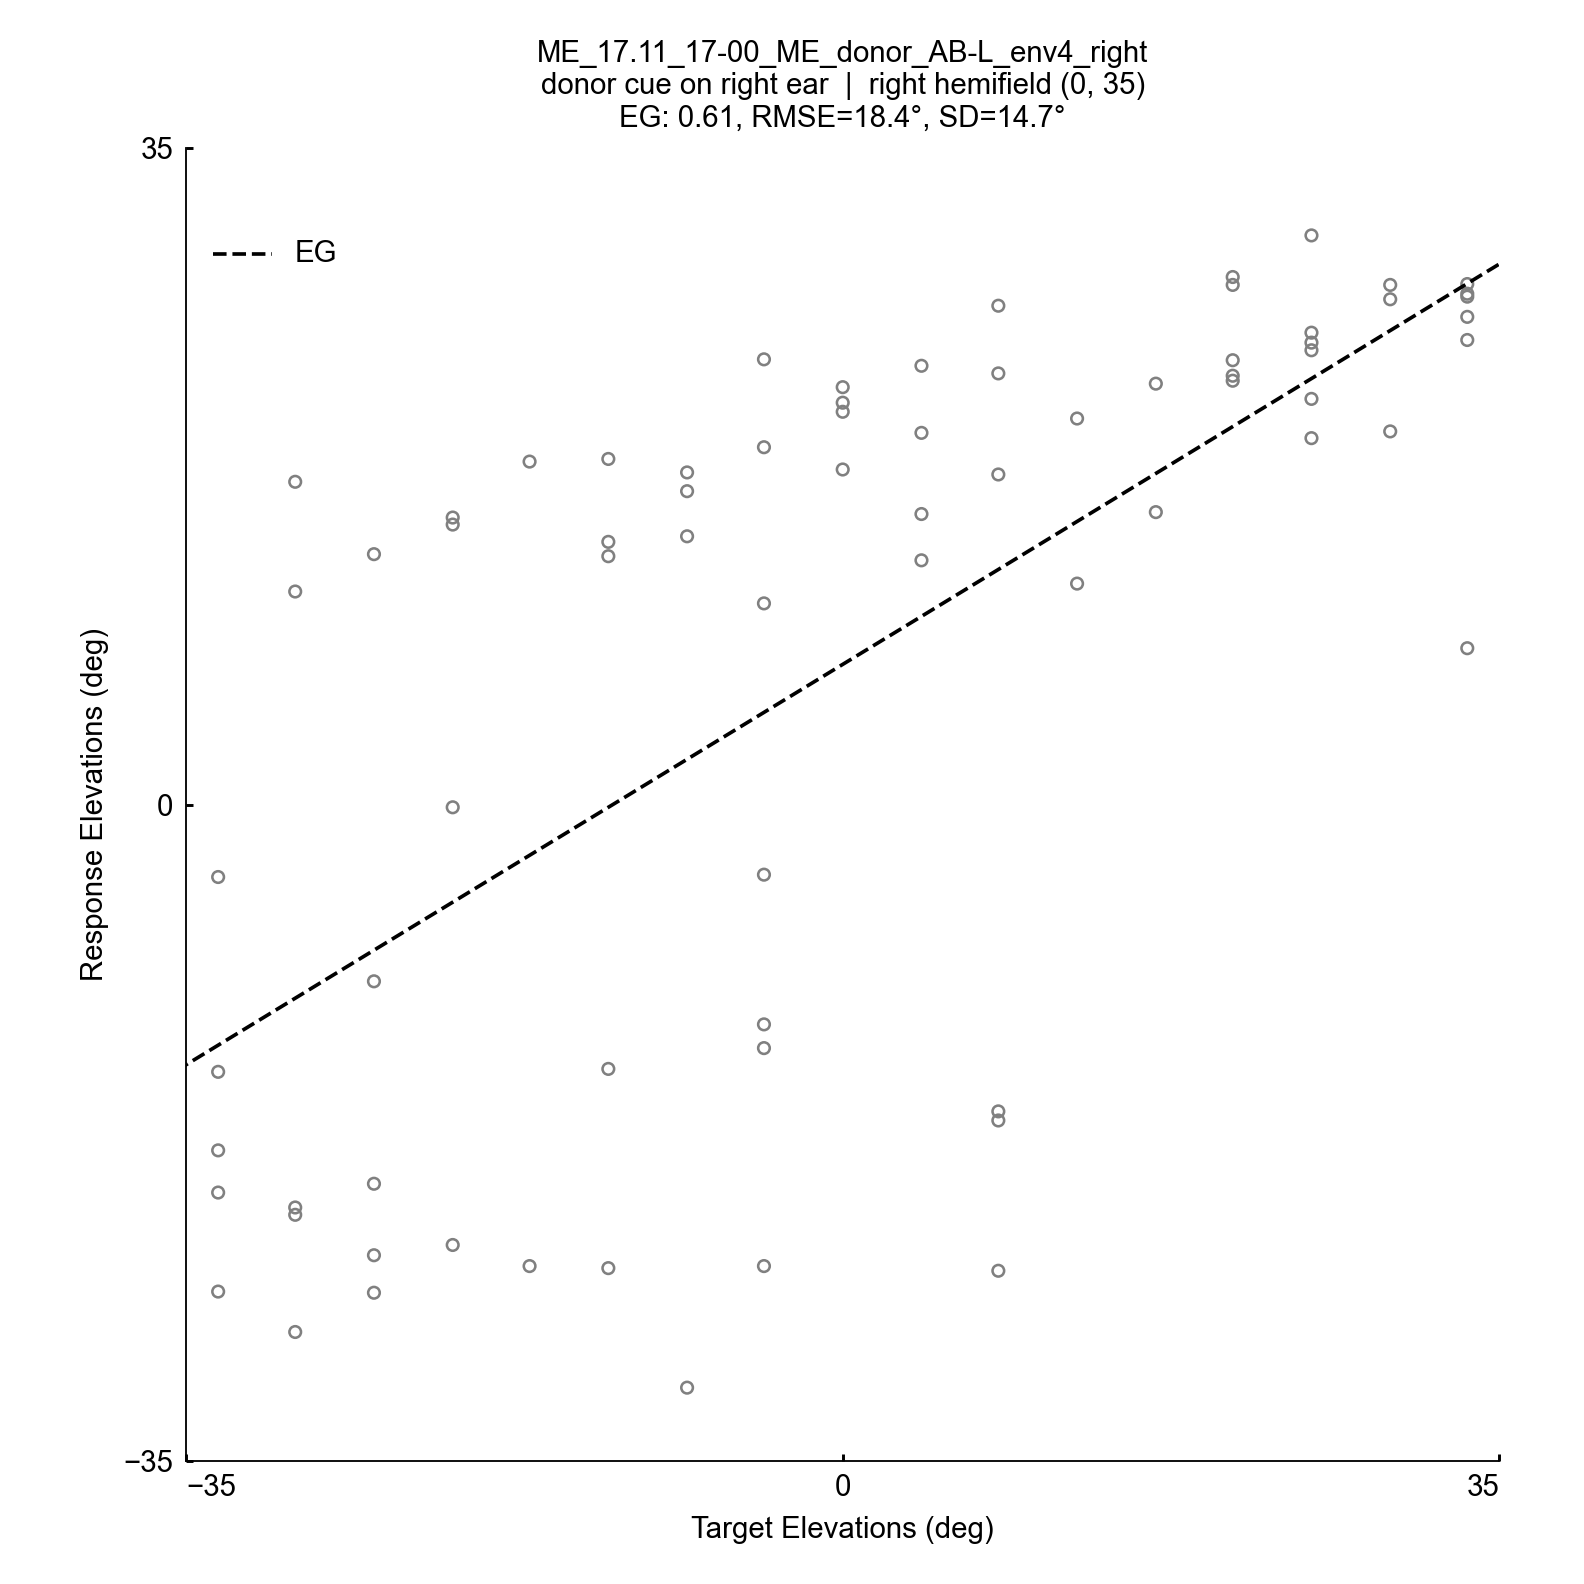 ME_17.11_17-00_ME_donor_AB-L_env4_right
donor cue on right ear | right hemifield (0, 35)
EG: 0.61, RMSE=18.4°, SD=14.7°
35
EG
Response Elevations (deg)
0
−35
−35
0
35
Target Elevations (deg)